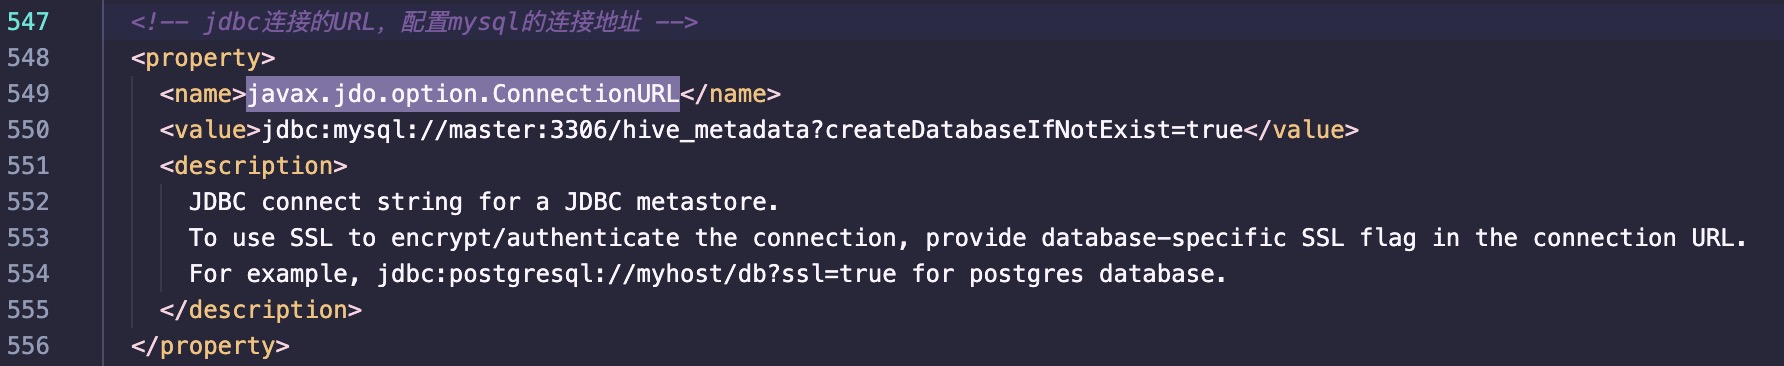 547 <!-- jdbc连接的URL, 配置mysql的连接地址 -->
548 <property>
549 <name>javax.jdo.option.ConnectionURL</name>
550 <value>jdbc:mysql://master:3306/hive_metadata?createDatabaseIfNotExist=true</value>
551 <description>
552 JDBC connect string for a JDBC metastore.
553 To use SSL to encrypt/authenticate the connection, provide database-specific SSL flag in the connection URL.
554 For example, jdbc:postgresql://myhost/db?ssl=true for postgres database.
555 </description>
556 </property>